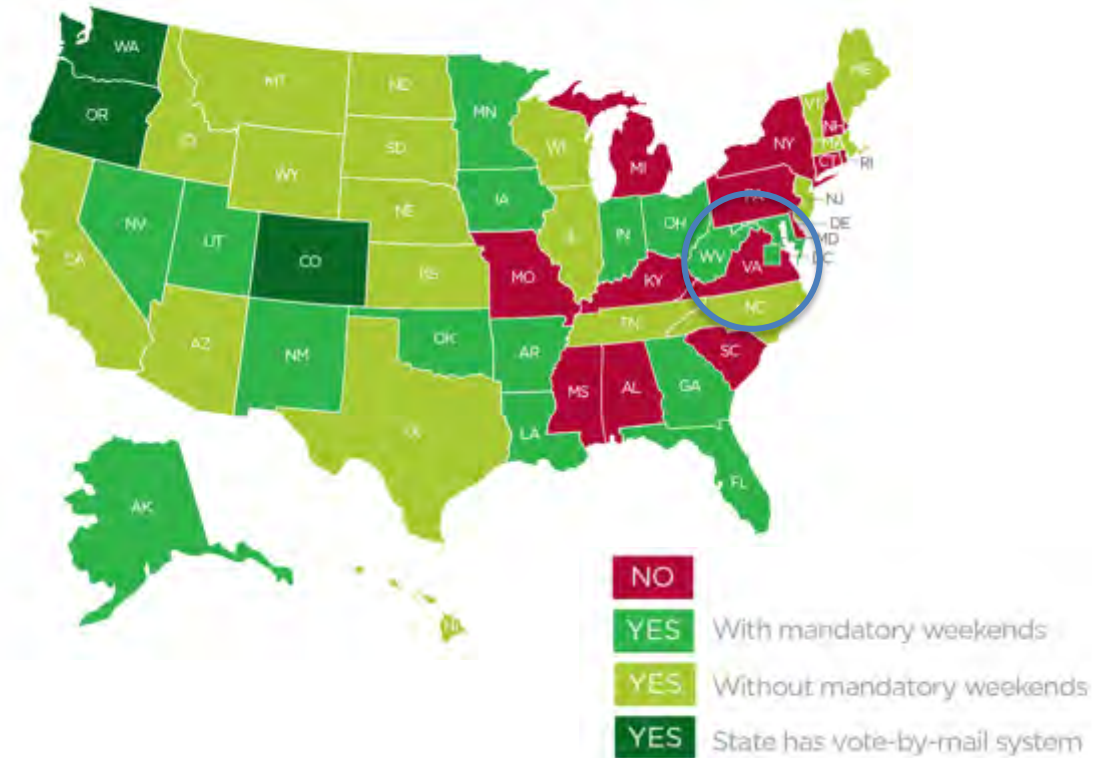 WA
MT
ND
MN
ME
OR
ID
SD
WI
VT
NH
NY
MA
WY
MI
CT
RI
IA
PA
NJ
NE
NV
OH
DE
UT
IL
IN
MD
CA
CO
WV
DC
KS
MO
VA
KY
NC
TN
AZ
OK
NM
AR
SC
MS
AL
GA
TX
LA
FL
AK
HI
NO
YES With mandatory weekends
YES Without mandatory weekends
YES State has vote-by-mail system